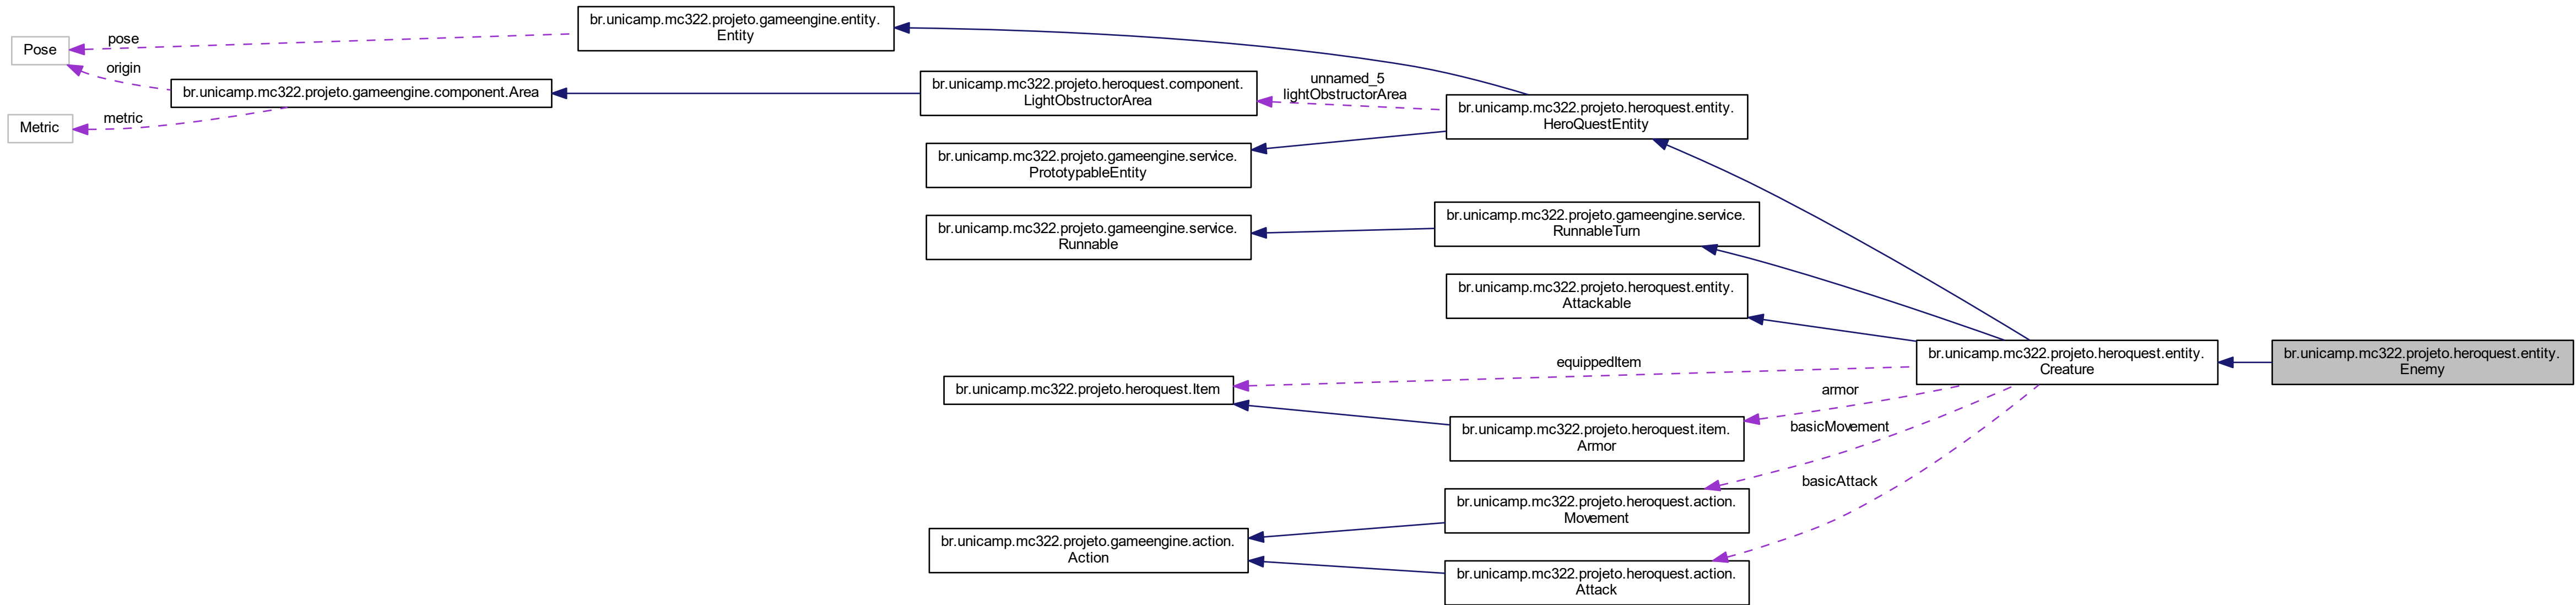 br.unicamp.mc322.projeto.gameengine.entity.
Entity
Pose
pose
origin
br.unicamp.mc322.projeto.gameengine.component.Area
Metric
metric
br.unicamp.mc322.projeto.heroquest.component.
LightObstructorArea
unnamed_5
lightObstructorArea
br.unicamp.mc322.projeto.heroquest.entity.
HeroQuestEntity
br.unicamp.mc322.projeto.gameengine.service.
PrototypableEntity
br.unicamp.mc322.projeto.gameengine.service.
Runnable
br.unicamp.mc322.projeto.gameengine.service.
RunnableTurn
br.unicamp.mc322.projeto.heroquest.entity.
Attackable
br.unicamp.mc322.projeto.heroquest.entity.
Creature
br.unicamp.mc322.projeto.heroquest.entity.
Enemy
equippedItem
br.unicamp.mc322.projeto.heroquest.Item
armor
br.unicamp.mc322.projeto.heroquest.item.
Armor
basicMovement
basicAttack
br.unicamp.mc322.projeto.heroquest.action.
Movement
br.unicamp.mc322.projeto.gameengine.action.
Action
br.unicamp.mc322.projeto.heroquest.action.
Attack